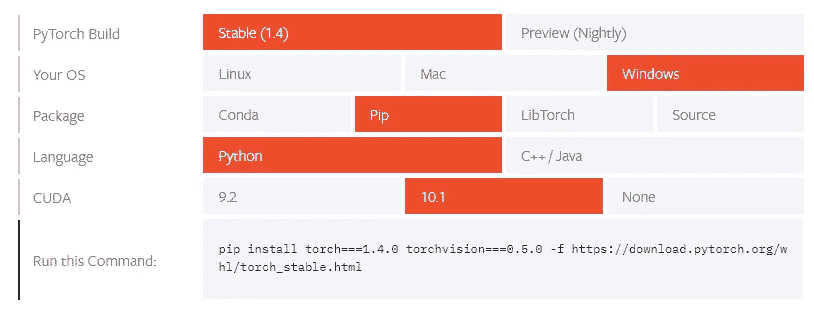 PyTorch Build Stable (1.4) Preview (Nightly)
Your OS Linux Mac Windows
Package Conda Pip LibTorch Source
Language Python C++ / Java
CUDA 9.2 10.1 None
Run this Command: pip install torch===1.4.0 torchvision===0.5.0 -f https://download.pytorch.org/w
hl/torch_stable.html